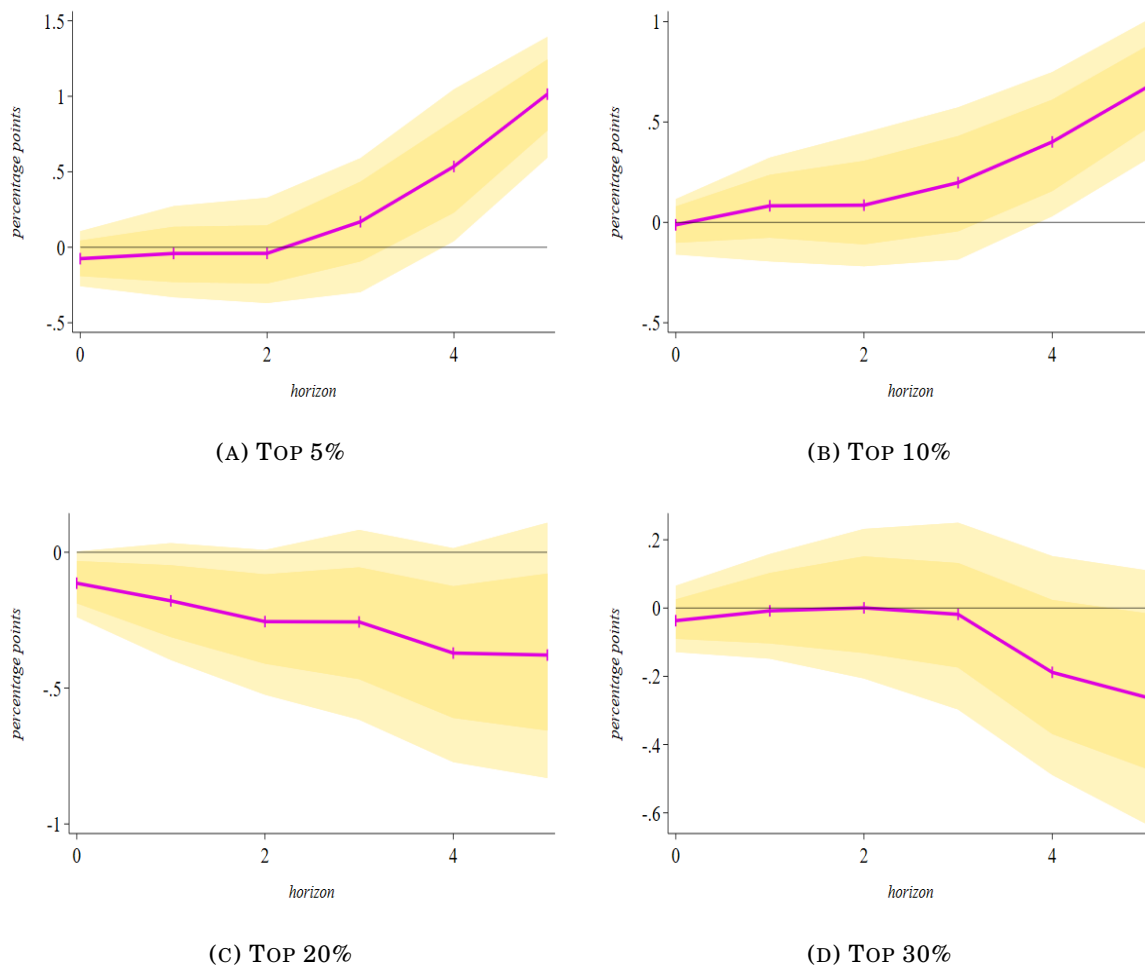 percentage points
1.5
1
.5
0
-.5
0 2 4
horizon
(A) TOP 5%
percentage points
1
.5
0
-.5
0 2 4
horizon
(B) TOP 10%
percentage points
0
-.5
-1
0 2 4
horizon
(C) TOP 20%
percentage points
.2
0
-.2
-.4
-.6
0 2 4
horizon
(D) TOP 30%